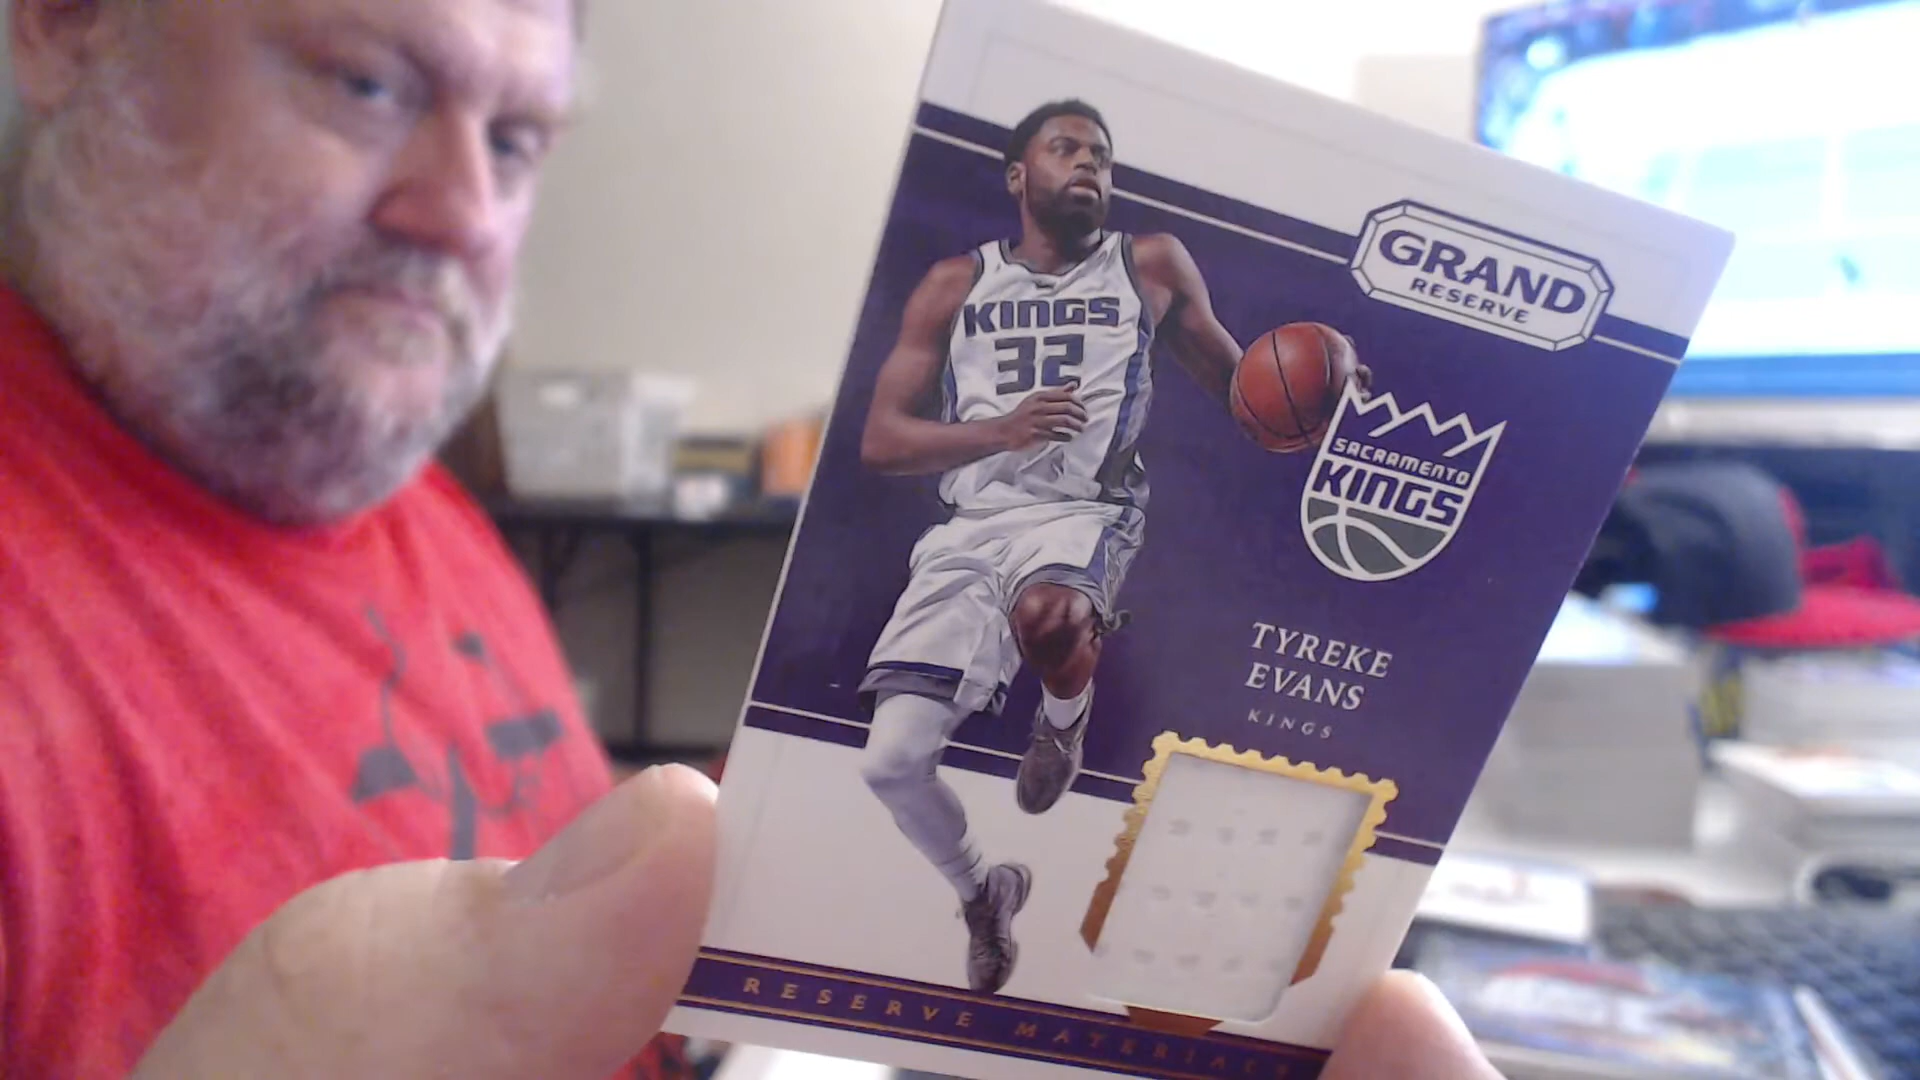 GRAND
RESERVE
KINGS
32
SACRAMENTO
KINGS
TYREKE
EVANS
KINGS
RESERVE MATERIALS